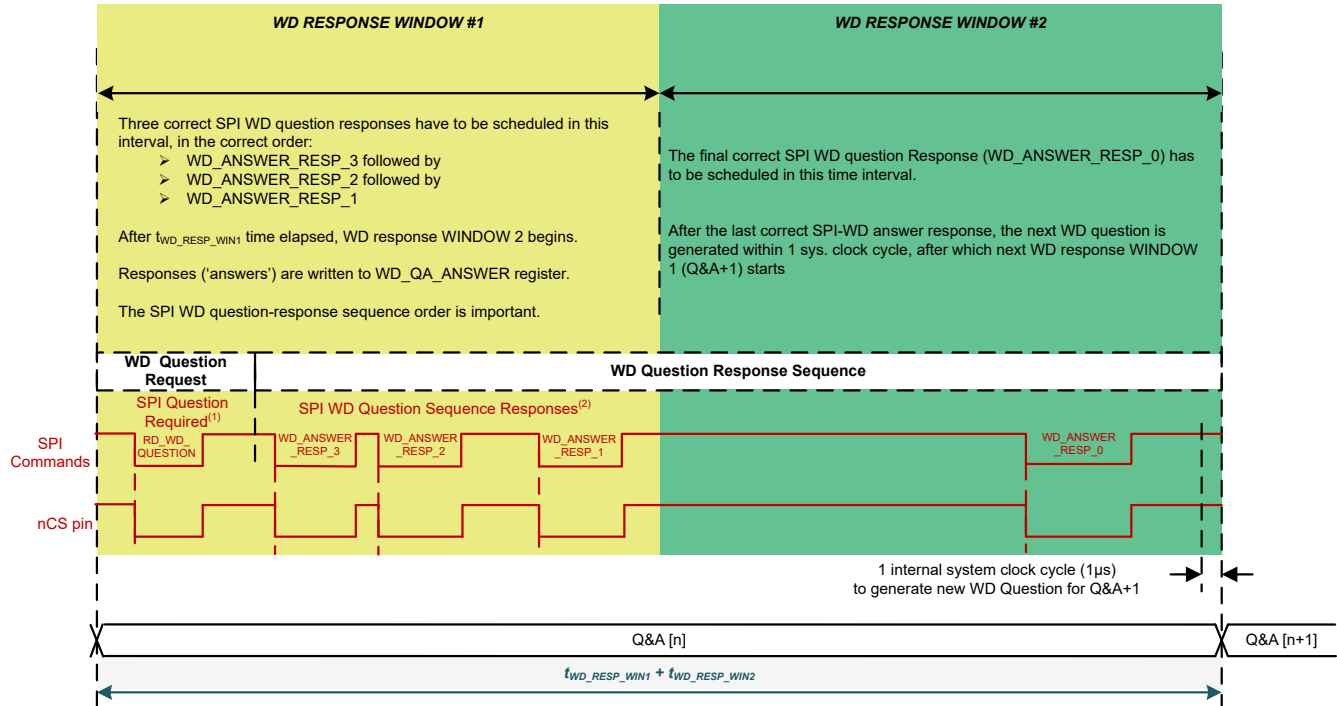 WD RESPONSE WINDOW #1
WD RESPONSE WINDOW #2
Three correct SPI WD question responses have to be scheduled in this
interval, in the correct order:
➢ WD_ANSWER_RESP_3 followed by
➢ WD_ANSWER_RESP_2 followed by
➢ WD_ANSWER_RESP_1
After tWD_RESP_WIN1 time elapsed, WD response WINDOW 2 begins.
Responses (‘answers’) are written to WD_QA_ANSWER register.
The SPI WD question-response sequence order is important.
The final correct SPI WD question Response (WD_ANSWER_RESP_0) has
to be scheduled in this time interval.
After the last correct SPI-WD answer response, the next WD question is
generated within 1 sys. clock cycle, after which next WD response WINDOW
1 (Q&A+1) starts
WD Question
Request
WD Question Response Sequence
SPI Question
Required(1)
SPI WD Question Sequence Responses(2)
SPI
Commands
RD_WD_
QUESTION
WD_ANSWER
_RESP_3
WD_ANSWER
_RESP_2
WD_ANSWER
_RESP_1
WD_ANSWER
_RESP_0
nCS pin
1 internal system clock cycle (1µs)
to generate new WD Question for Q&A+1
Q&A [n]
Q&A [n+1]
tWD_RESP_WIN1 + tWD_RESP_WIN2